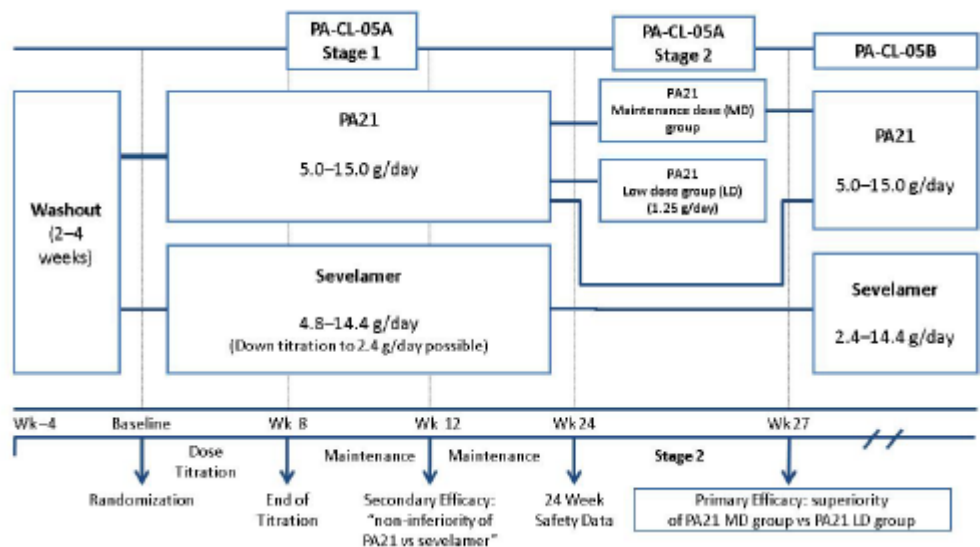 PA-CL-05A
Stage 1
PA-CL-05A
Stage 2
PA-CL-05B
Washout
(2–4
weeks)
PA21
5.0–15.0 g/day
PA21
Maintenance dose (MD)
group
PA21
Low dose group (LD)
(1.25 g/day)
PA21
5.0–15.0 g/day
Sevelamer
4.8–14.4 g/day
(Down titration to 2.4 g/day possible)
Sevelamer
2.4–14.4 g/day
Wk–4
Baseline
Wk 8
Wk 12
Wk 24
Wk 27
Dose
Titration
Maintenance
Maintenance
Stage 2
Randomization
End of
Titration
Secondary Efficacy:
“non-inferiority of
PA21 vs sevelamer”
24 Week
Safety Data
Primary Efficacy: superiority
of PA21 MD group vs PA21 LD group